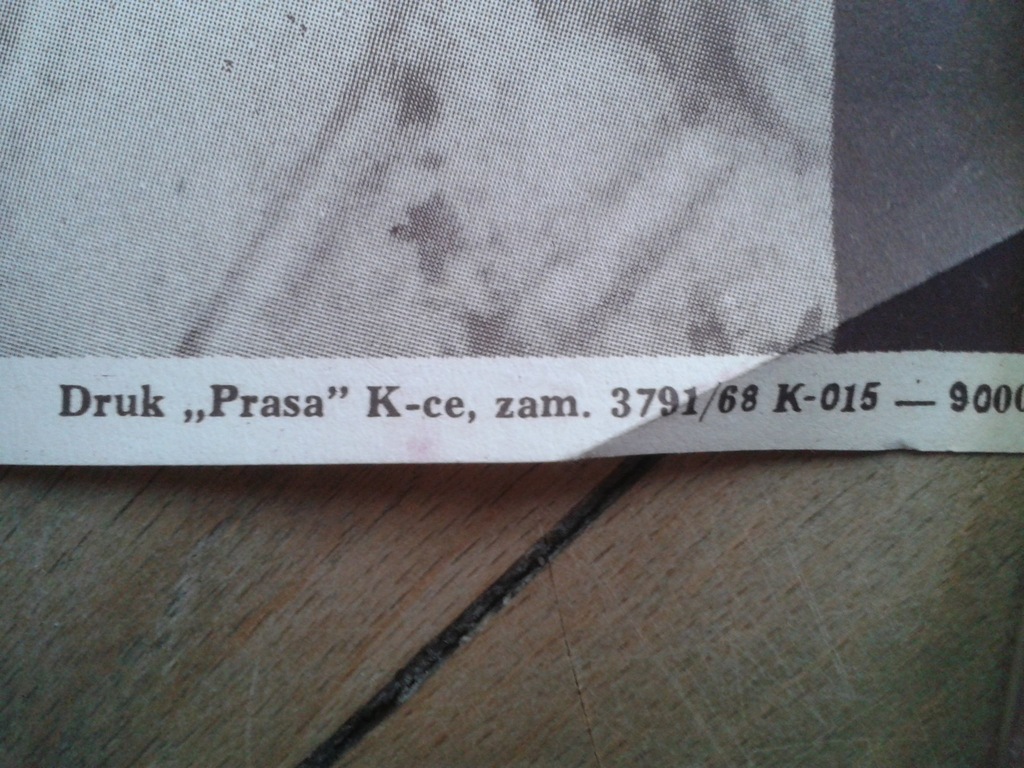 Druk „Prasa” K-ce, zam. 3791/68 K-015 — 9000